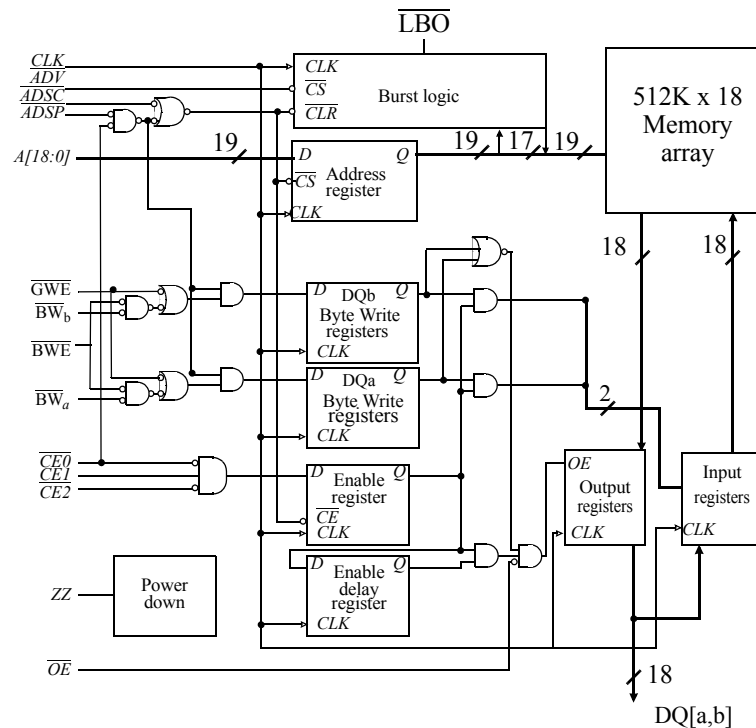 LBO
CLK
ADV
ADSC
ADSP
CLK
CS
CLR
Burst logic
512K x 18
Memory
array
A[18:0]
19
D
Q
Address
register
CS
CLK
19
17
19
18
18
GWE
BWb
BWE
BWa
D
DQb
Q
Byte Write
registers
CLK
D
DQa
Q
Byte Write
registers
CLK
2
CE0
CE1
CE2
D
Enable
Q
register
CE
CLK
OE
Output
registers
CLK
Input
registers
CLK
D
Enable
Q
delay
register
CLK
ZZ
Power
down
OE
18
DQ[a,b]